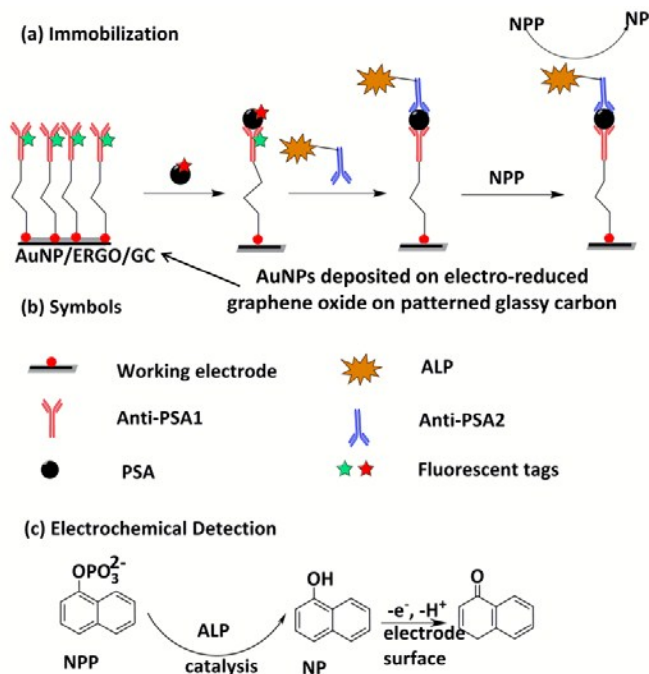 (a) Immobilization
NPP
NP
NPP
AuNP/ERGO/GC
AuNPs deposited on electro-reduced
graphene oxide on patterned glassy carbon
(b) Symbols
Working electrode
ALP
Anti-PSA1
Anti-PSA2
PSA
Fluorescent tags
(c) Electrochemical Detection
OPO₃²⁻
OH
O
ALP
catalysis
-e⁻, -H⁺
electrode
surface
NPP
NP